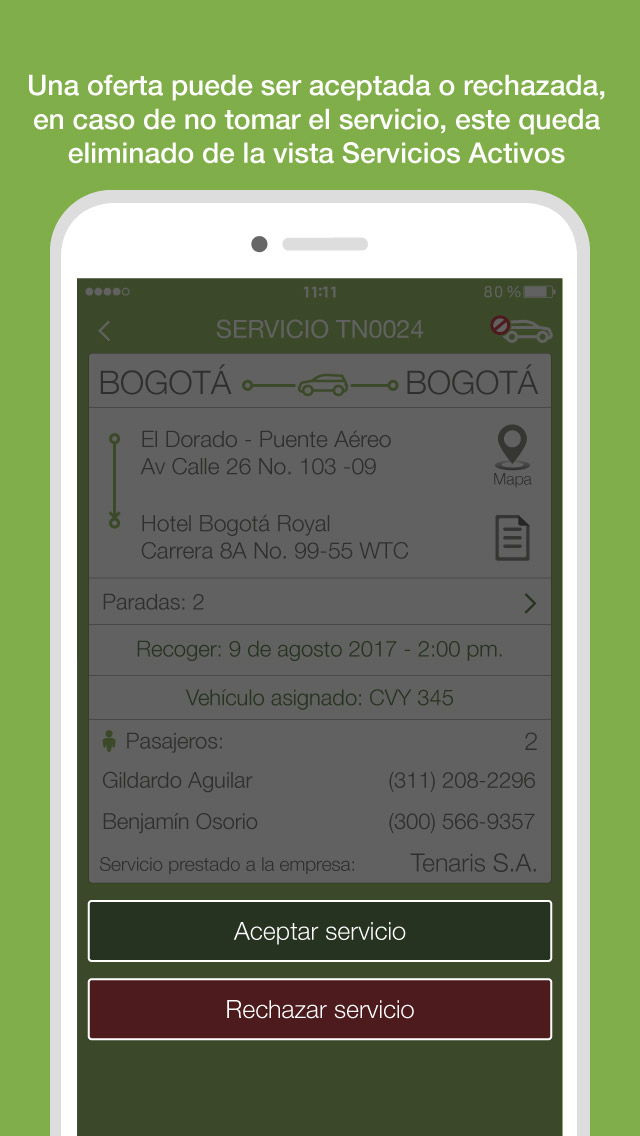 Una oferta puede ser aceptada o rechazada,
en caso de no tomar el servicio, este queda
eliminado de la vista Servicios Activos
11:11
80 %
SERVICIO TN0024
BOGOTÁ BOGOTÁ
El Dorado - Puente Aéreo
Av Calle 26 No. 103 -09
Mapa
Hotel Bogotá Royal
Carrera 8A No. 99-55 WTC
Paradas: 2
Recoger: 9 de agosto 2017 - 2:00 pm.
Vehículo asignado: CVY 345
Pasajeros: 2
Gildardo Aguilar (311) 208-2296
Benjamín Osorio (300) 566-9357
Servicio prestado a la empresa: Tenaris S.A.
Aceptar servicio
Rechazar servicio